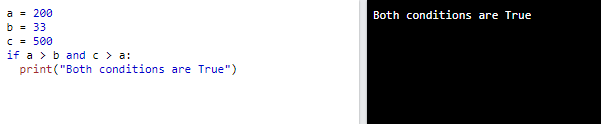 a = 200
b = 33
c = 500
if a > b and c > a:
  print("Both conditions are True")
Both conditions are True